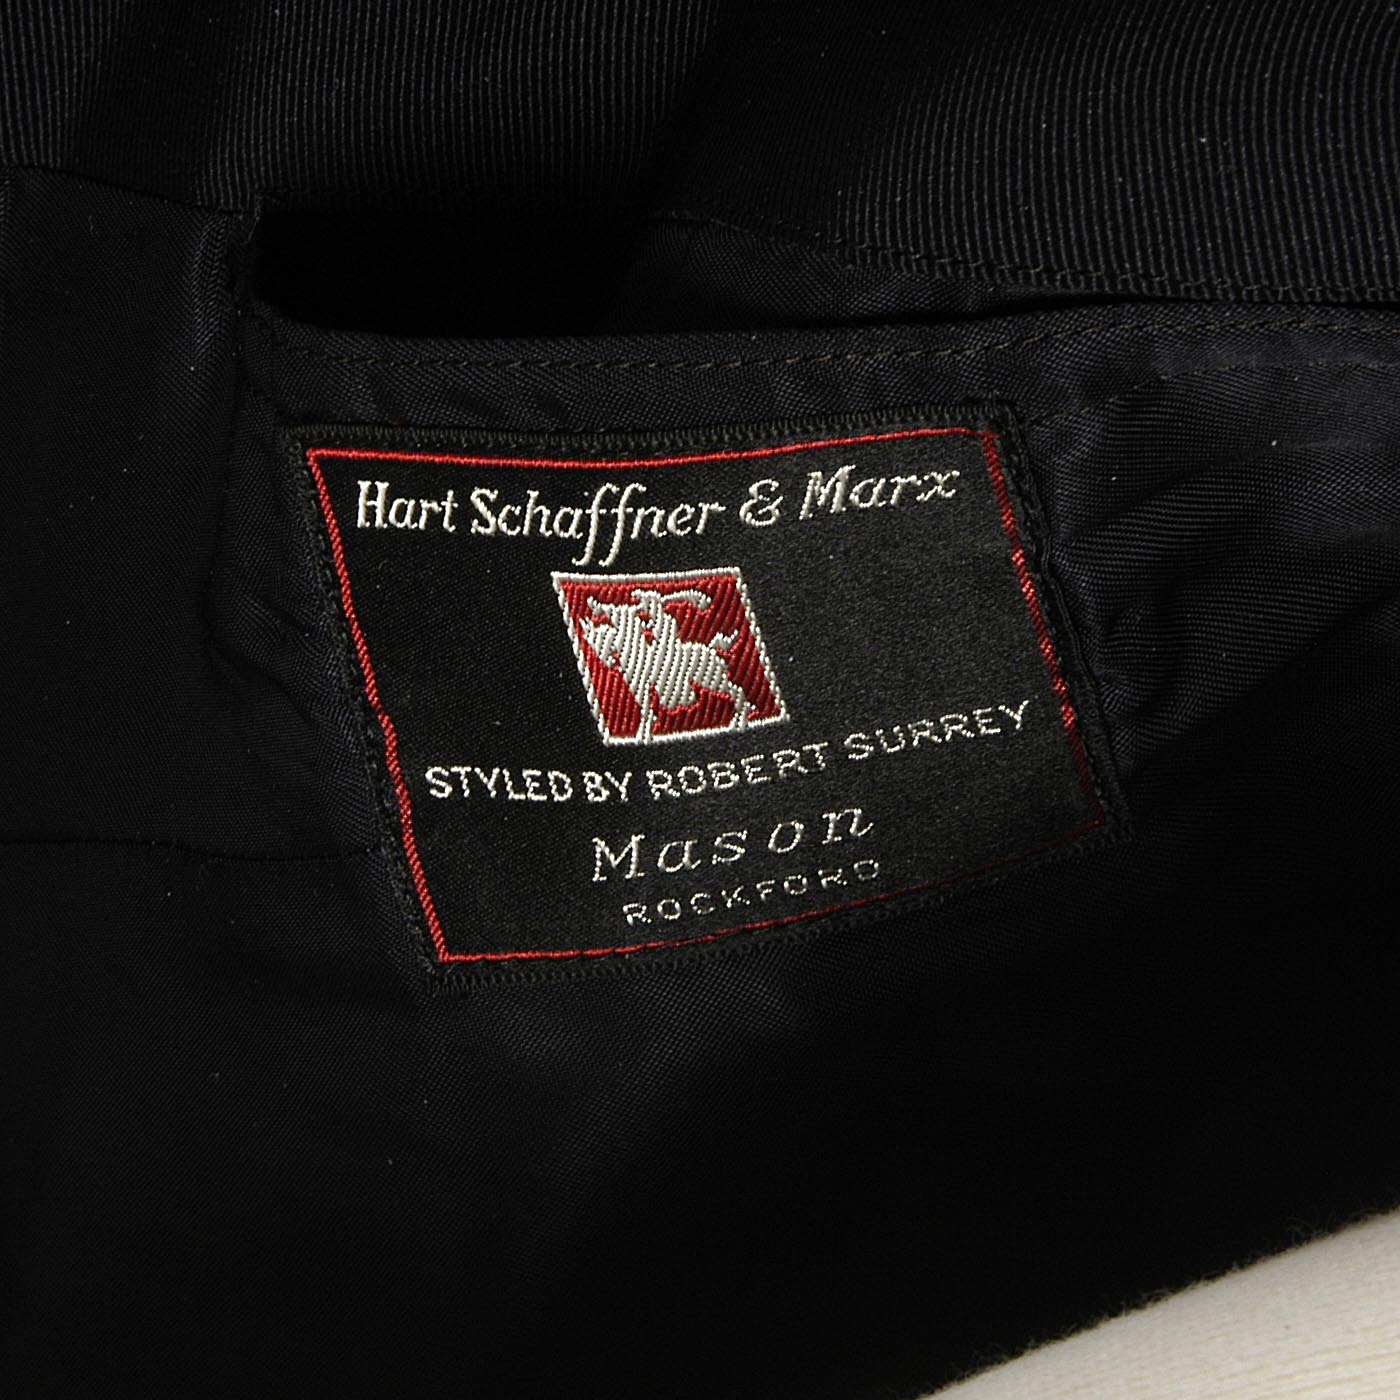 Hart Schaffner & Marx
STYLED BY ROBERT SURREY
Mason
ROCKFORD